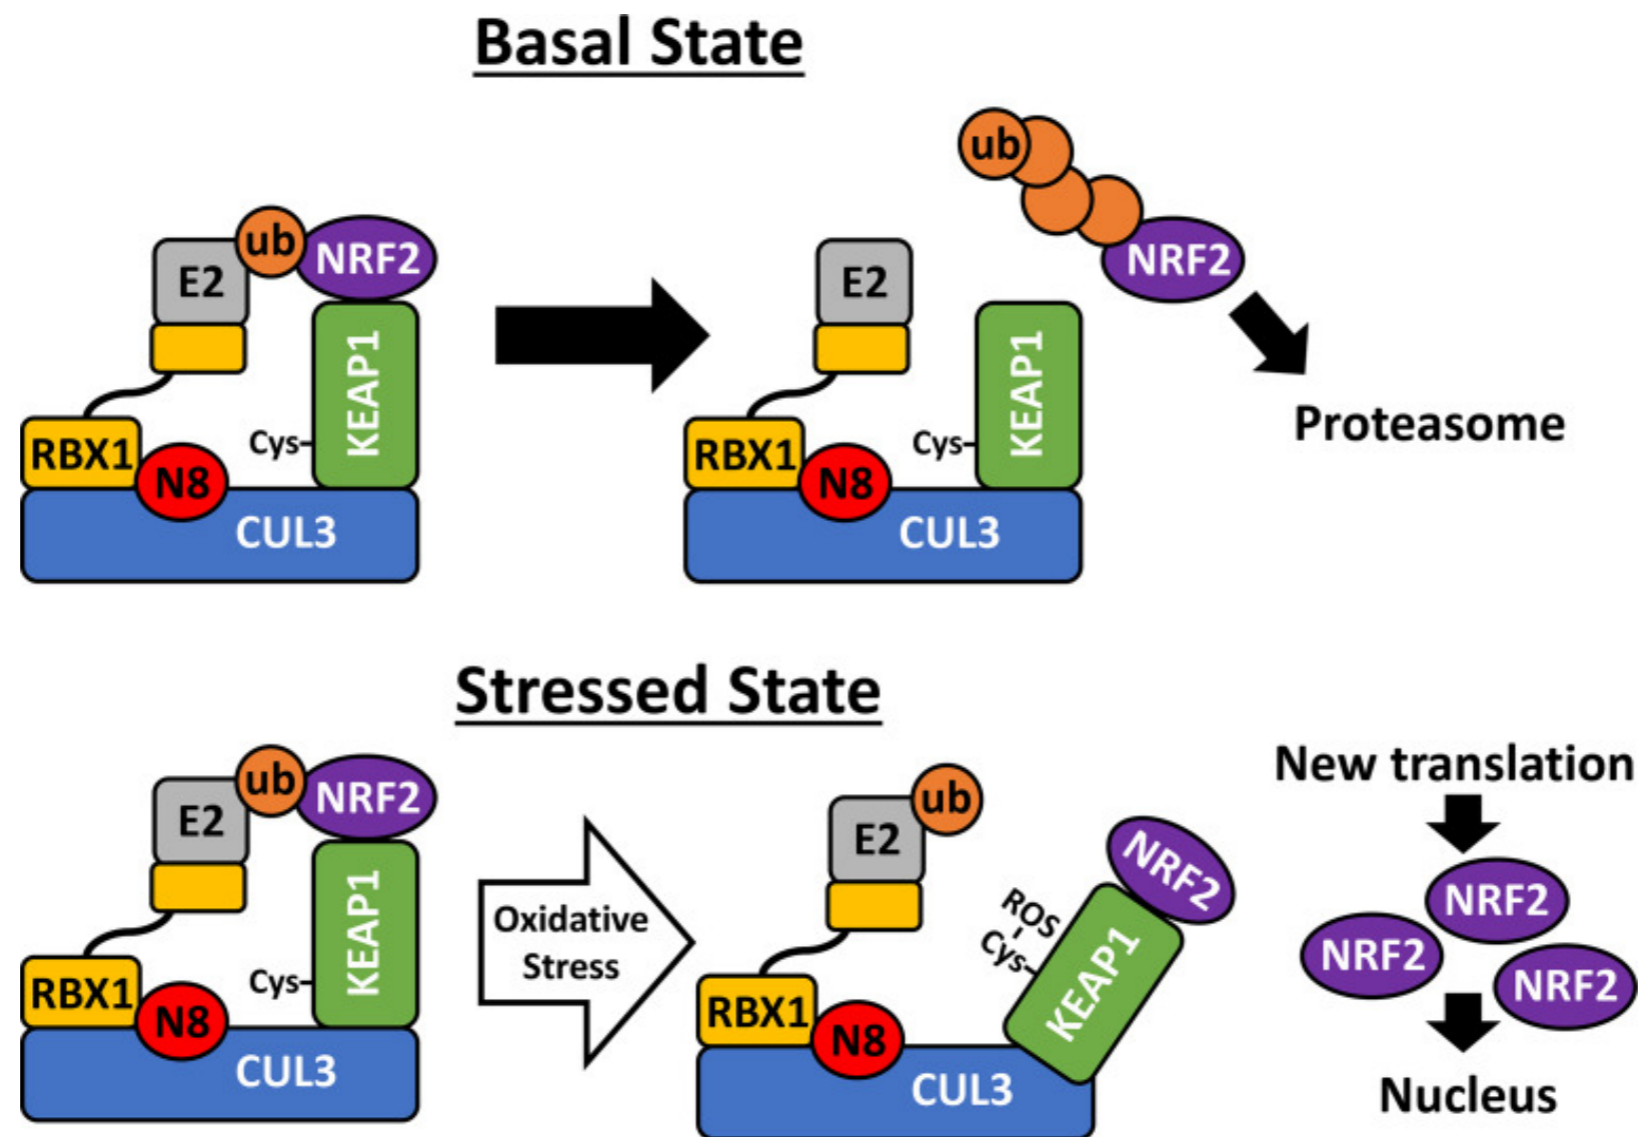 Basal State
ub
NRF2
E2
KEAP1
Cys
RBX1
N8
CUL3
ub
NRF2
E2
KEAP1
Cys
RBX1
N8
CUL3
Proteasome
Stressed State
ub
NRF2
E2
KEAP1
Cys
RBX1
N8
CUL3
Oxidative
Stress
ub
E2
NRF2
ROS
Cys
KEAP1
RBX1
N8
CUL3
New translation
NRF2
NRF2
NRF2
Nucleus